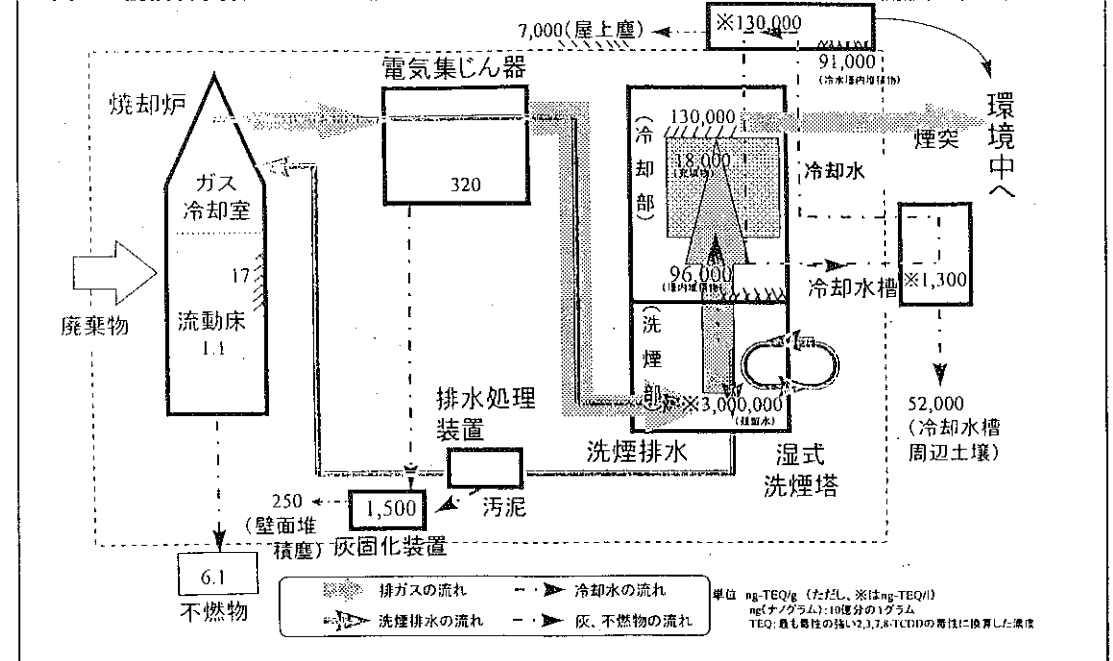 ※130,000
7,000(屋上塵)
91,000
電気集じん器
焼却炉
130,000
環境中へ
煙突
(冷却部)
18,000
冷却水
ガス
冷却室
320
96,000
17
冷却水槽
※1,300
廃棄物
流動床
1.1
(洗煙部)
※3,000,000
52,000
(冷却水槽
周辺土壌)
排水処理
装置
洗煙排水
湿式
洗煙塔
汚泥
250
(壁面堆
積塵)
1,500
灰固化装置
6.1
不燃物
排ガスの流れ
冷却水の流れ
洗煙排水の流れ
灰、不燃物の流れ
単位 ng-TEQ/g (ただし、※はng-TEQ/l)
ng(ナノグラム):10億分の1グラム
TEQ:最も毒性の強い2,3,7,8-TCDDの毒性に換算した濃度